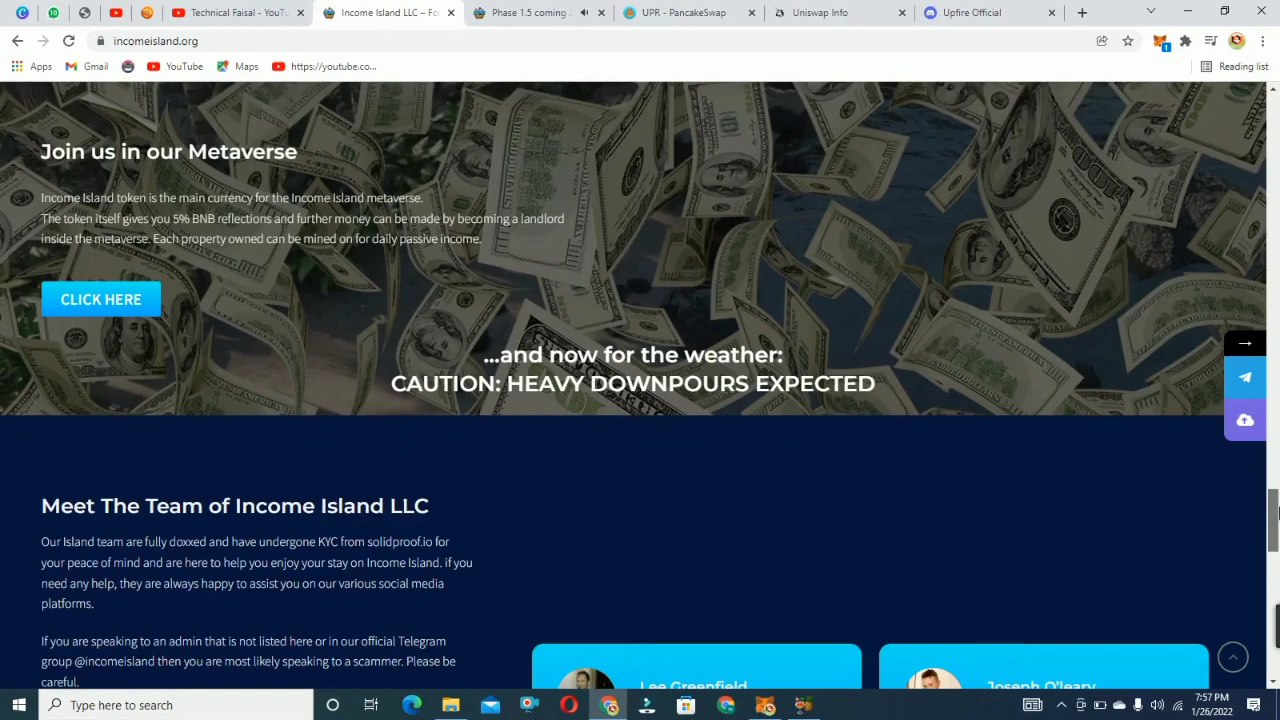 Technical Faisal - YouTu
Income Island LLC – Fo
Phase 1.5 coming
UPR - PancakeSwap
Uniswap Info
Upfire Official
incomeisland.org
Apps
Gmail
YouTube
Maps
https://youtube.co...
Reading list
Join us in our Metaverse
Income Island token is the main currency for the Income Island metaverse.
The token itself gives you 5% BNB reflections and further money can be made by becoming a landlord
inside the metaverse. Each property owned can be mined on for daily passive income.
CLICK HERE
...and now for the weather:
CAUTION: HEAVY DOWNPOURS EXPECTED
Meet The Team of Income Island LLC
Our Island team are fully doxxed and have undergone KYC from solidproof.io for
your peace of mind and are here to help you enjoy your stay on Income Island. if you
need any help, they are always happy to assist you on our various social media
platforms.
If you are speaking to an admin that is not listed here or in our official Telegram
group @incomeisland then you are most likely speaking to a scammer. Please be
careful.
Lee Greenfield
Joseph O'leary
Type here to search
7:57 PM
1/26/2022